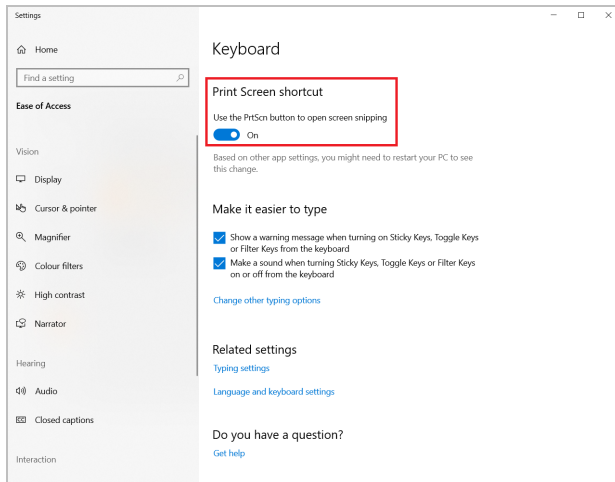 Settings
Home
Find a setting
Ease of Access
Vision
Display
Cursor & pointer
Magnifier
Colour filters
High contrast
Narrator
Hearing
Audio
Closed captions
Interaction
Keyboard
Print Screen shortcut
Use the PrtScn button to open screen snipping
On
Based on other app settings, you might need to restart your PC to see
this change.
Make it easier to type
Show a warning message when turning on Sticky Keys, Toggle Keys
or Filter Keys from the keyboard
Make a sound when turning Sticky Keys, Toggle Keys or Filter Keys
on or off from the keyboard
Change other typing options
Related settings
Typing settings
Language and keyboard settings
Do you have a question?
Get help